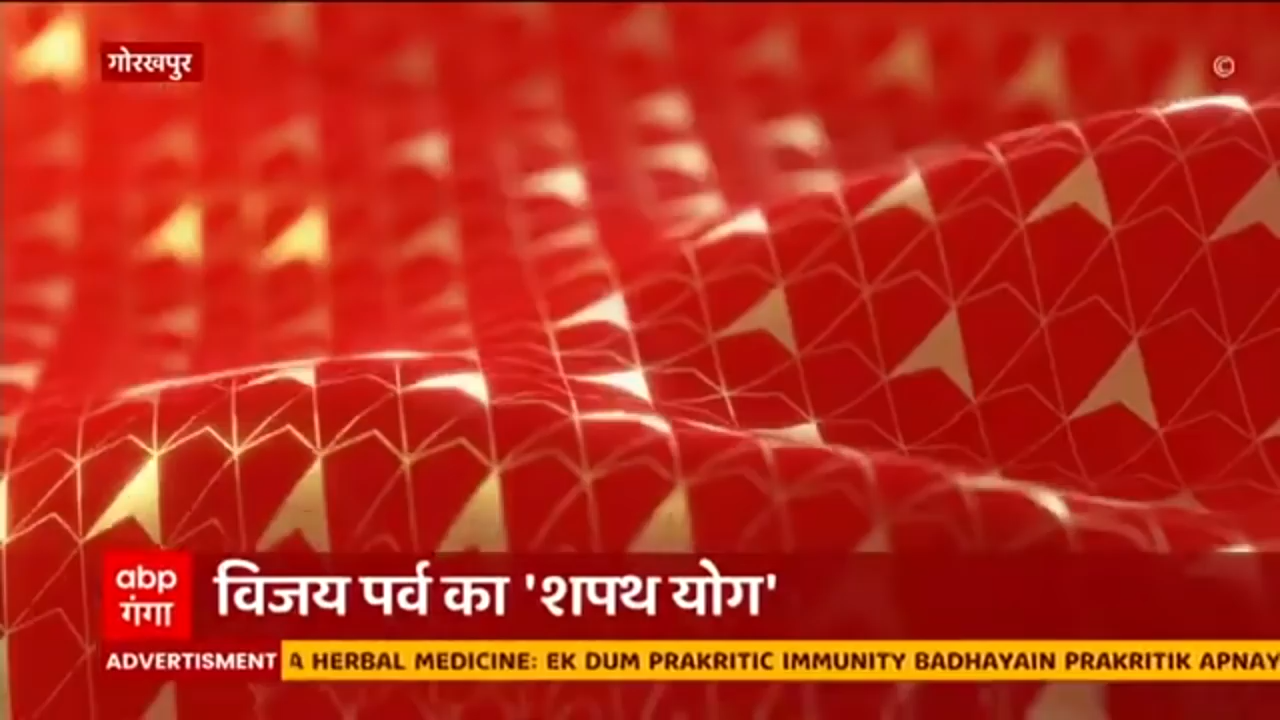 गोरखपुर
©
abp
गंगा
विजय पर्व का 'शपथ योग'
ADVERTISMENT
A HERBAL MEDICINE: EK DUM PRAKRITIC IMMUNITY BADHAYAIN PRAKRITIK APNAY